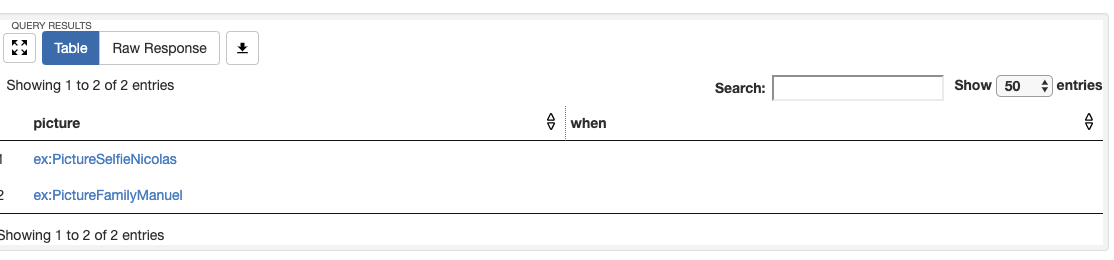 QUERY RESULTS
Table Raw Response
Showing 1 to 2 of 2 entries
Search: Show 50 entries
picture when
1 ex:PictureSelfieNicolas
2 ex:PictureFamilyManuel
Showing 1 to 2 of 2 entries